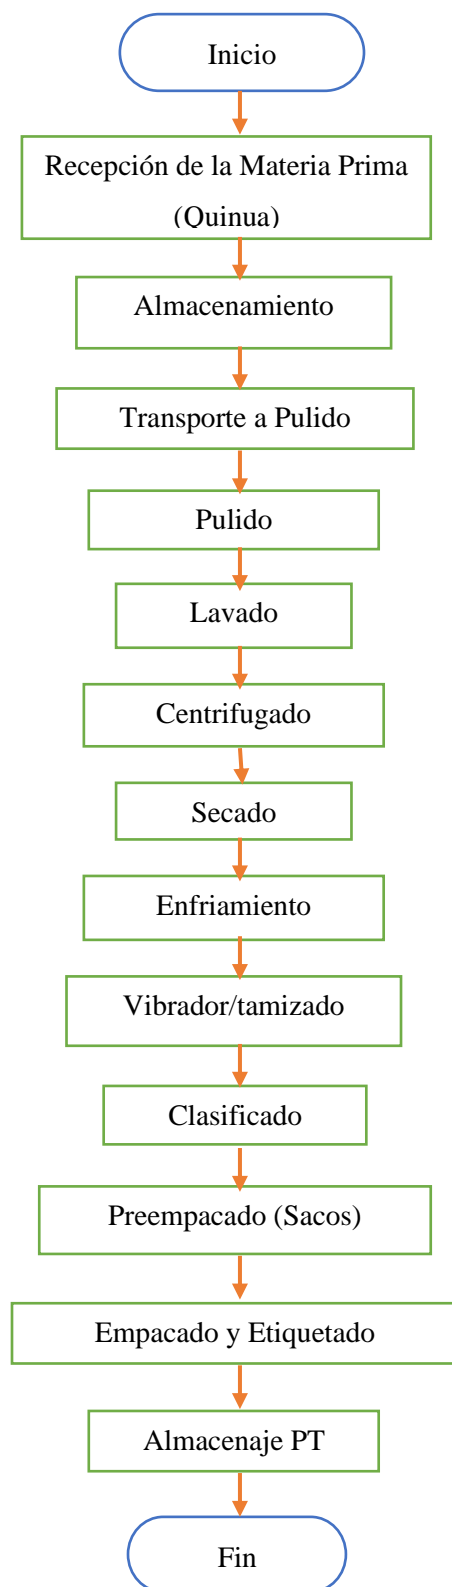 Inicio
Recepción de la Materia Prima
(Quinua)
Almacenamiento
Transporte a Pulido
Pulido
Lavado
Centrifugado
Secado
Enfriamiento
Vibrador/tamizado
Clasificado
Preempacado (Sacos)
Empacado y Etiquetado
Almacenaje PT
Fin